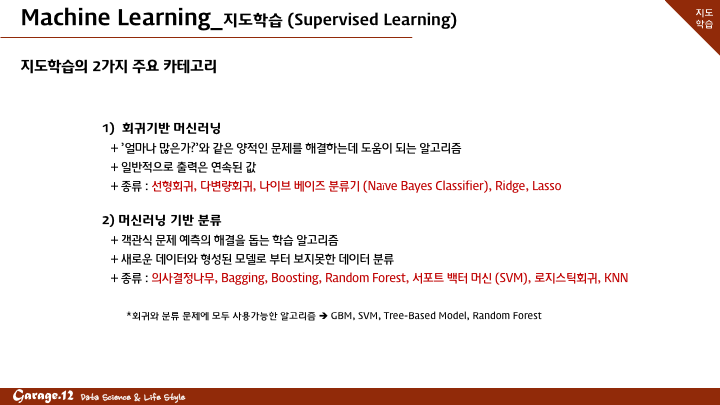 Machine Learning_지도학습 (Supervised Learning)
지도
학습
지도학습의 2가지 주요 카테고리
1) 회귀기반 머신러닝
+ ’얼마나 많은가?’와 같은 양적인 문제를 해결하는데 도움이 되는 알고리즘
+ 일반적으로 출력은 연속된 값
+ 종류 : 선형회귀, 다변량회귀, 나이브 베이즈 분류기 (Naïve Bayes Classifier), Ridge, Lasso
2) 머신러닝 기반 분류
+ 객관식 문제 예측의 해결을 돕는 학습 알고리즘
+ 새로운 데이터와 형성된 모델로 부터 보지못한 데이터 분류
+ 종류 : 의사결정나무, Bagging, Boosting, Random Forest, 서포트 백터 머신 (SVM), 로지스틱회귀, KNN
*회귀와 분류 문제에 모두 사용가능한 알고리즘 ➔ GBM, SVM, Tree-Based Model, Random Forest
Garage.12 Data Science & Life Style